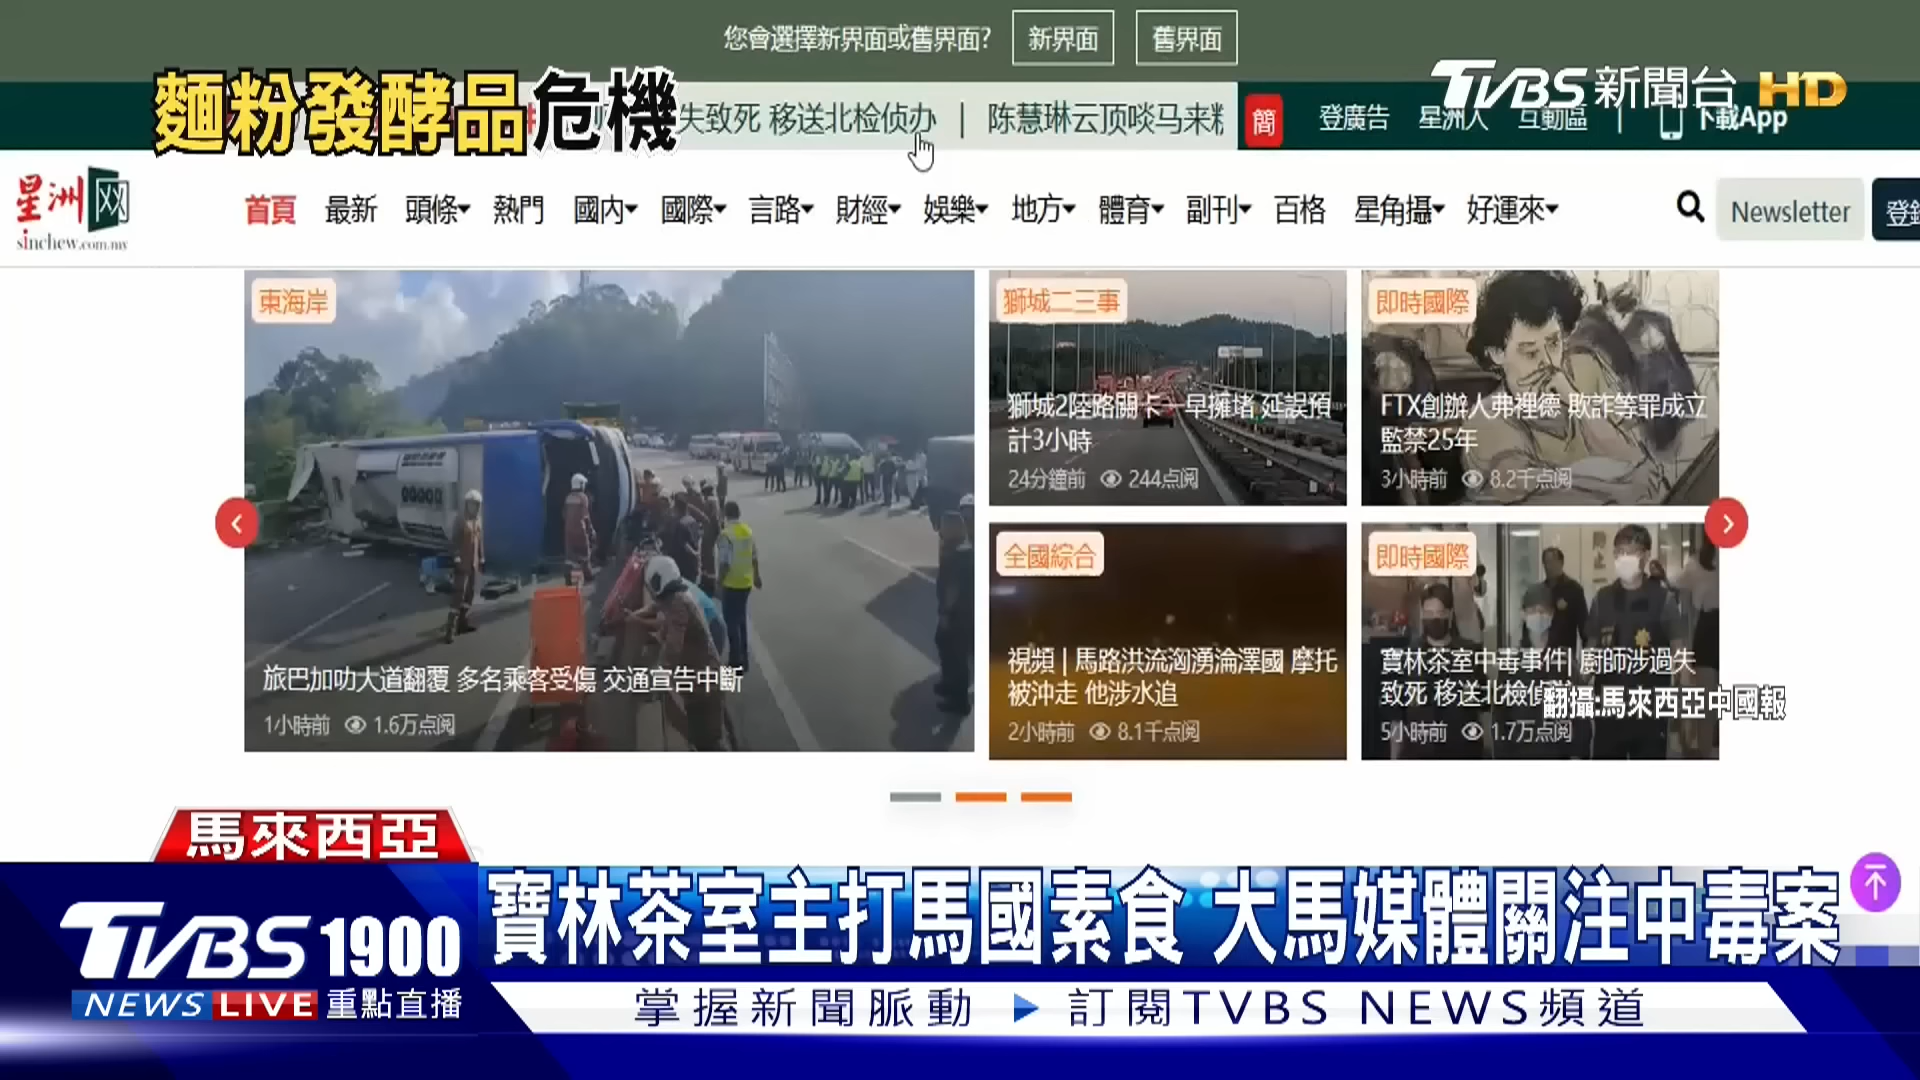 您會選擇新界面或舊界面?
新界面
舊界面
TVBS新聞台 HD
麵粉發酵品危機
失致死 移送北检侦办 | 陈慧琳云顶啖马来
簡
登廣告 星洲人 互動區 | 下載App
星洲网
sinchew.com.my
首頁 最新 頭條 熱門 國內 國際 言路 財經 娛樂 地方 體育 副刊 百格 星角攝 好運來
Newsletter
登
東海岸
旅巴加叻大道翻覆 多名乘客受傷 交通宣告中斷
1小時前 1.6万点阅
獅城二三事
獅城2陸路關卡一早擁堵 延誤預
計3小時
24分鐘前 244点阅
即時國際
FTX創辦人弗裡德 欺詐等罪成立
監禁25年
3小時前 8.2千点阅
全國綜合
視頻 | 馬路洪流洶湧淪澤國 摩托
被沖走 他涉水追
2小時前 8.1千点阅
即時國際
寶林茶室中毒事件| 廚師涉過失
致死 移送北檢偵
5小時前 1.7万点阅
翻攝:馬來西亞中國報
馬來西亞
寶林茶室主打馬國素食 大馬媒體關注中毒案
TVBS 1900
NEWS LIVE 重點直播
掌握新聞脈動 ▶ 訂閱TVBS NEWS頻道